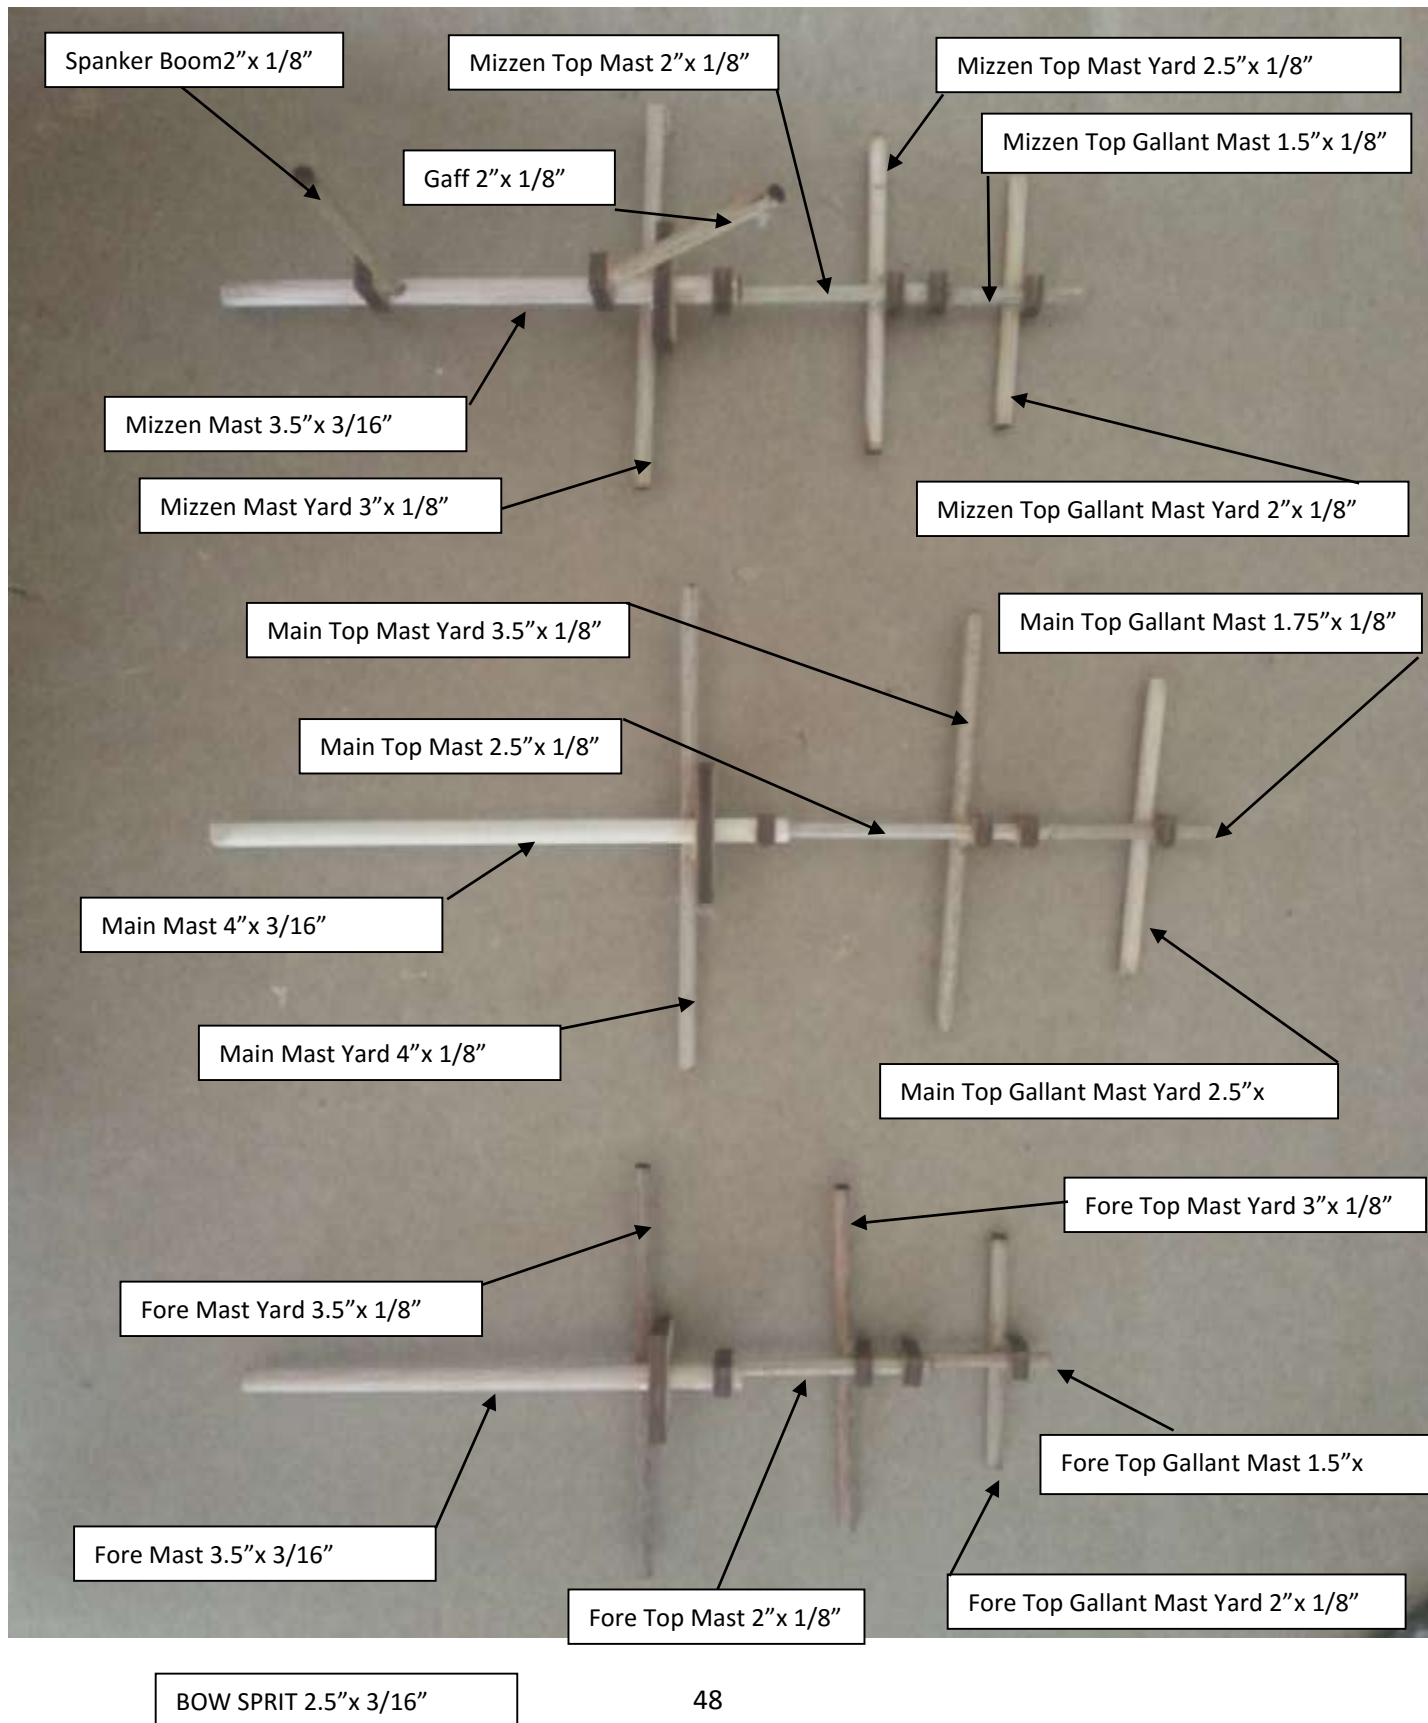 Spanker Boom2”x 1/8”
Mizzen Top Mast 2”x 1/8”
Mizzen Top Mast Yard 2.5”x 1/8”
Mizzen Top Gallant Mast 1.5”x 1/8”
Gaff 2”x 1/8”
Mizzen Mast 3.5”x 3/16”
Mizzen Mast Yard 3”x 1/8”
Mizzen Top Gallant Mast Yard 2”x 1/8”
Main Top Mast Yard 3.5”x 1/8”
Main Top Gallant Mast 1.75”x 1/8”
Main Top Mast 2.5”x 1/8”
Main Mast 4”x 3/16”
Main Mast Yard 4”x 1/8”
Main Top Gallant Mast Yard 2.5”x
Fore Top Mast Yard 3”x 1/8”
Fore Mast Yard 3.5”x 1/8”
Fore Top Gallant Mast 1.5”x
Fore Mast 3.5”x 3/16”
Fore Top Mast 2”x 1/8”
Fore Top Gallant Mast Yard 2”x 1/8”
BOW SPRIT 2.5”x 3/16”
48